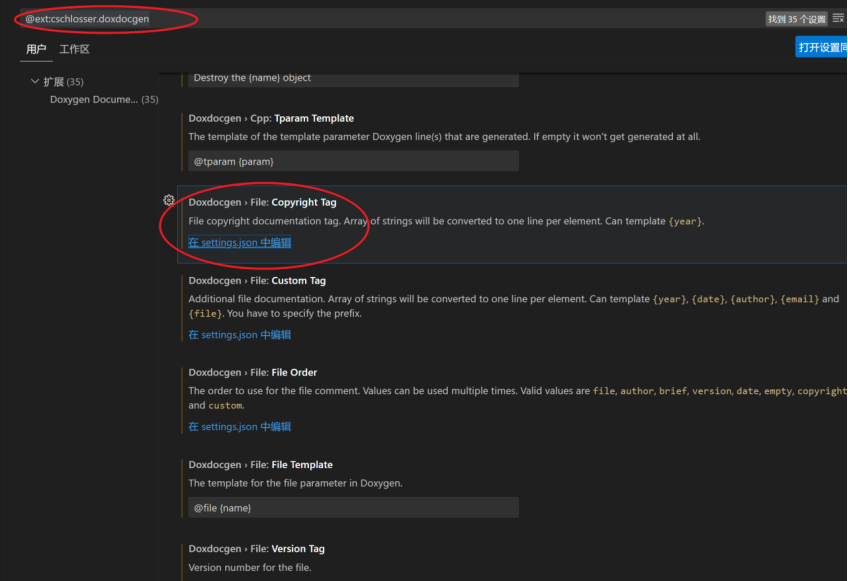 @ext:cschlosser.doxdocgen
找到 35 个设置
用户 工作区
打开设置同
扩展 (35)
Doxygen Docume... (35)
Destroy the {name} object
Doxdocgen › Cpp: Tparam Template
The template of the template parameter Doxygen line(s) that are generated. If empty it won't get generated at all.
@tparam {param}
Doxdocgen › File: Copyright Tag
File copyright documentation tag. Array of strings will be converted to one line per element. Can template {year}.
在 settings.json 中编辑
Doxdocgen › File: Custom Tag
Additional file documentation. Array of strings will be converted to one line per element. Can template {year}, {date}, {author}, {email} and
{file}. You have to specify the prefix.
在 settings.json 中编辑
Doxdocgen › File: File Order
The order to use for the file comment. Values can be used multiple times. Valid values are file, author, brief, version, date, empty, copyright
and custom.
在 settings.json 中编辑
Doxdocgen › File: File Template
The template for the file parameter in Doxygen.
@file {name}
Doxdocgen › File: Version Tag
Version number for the file.